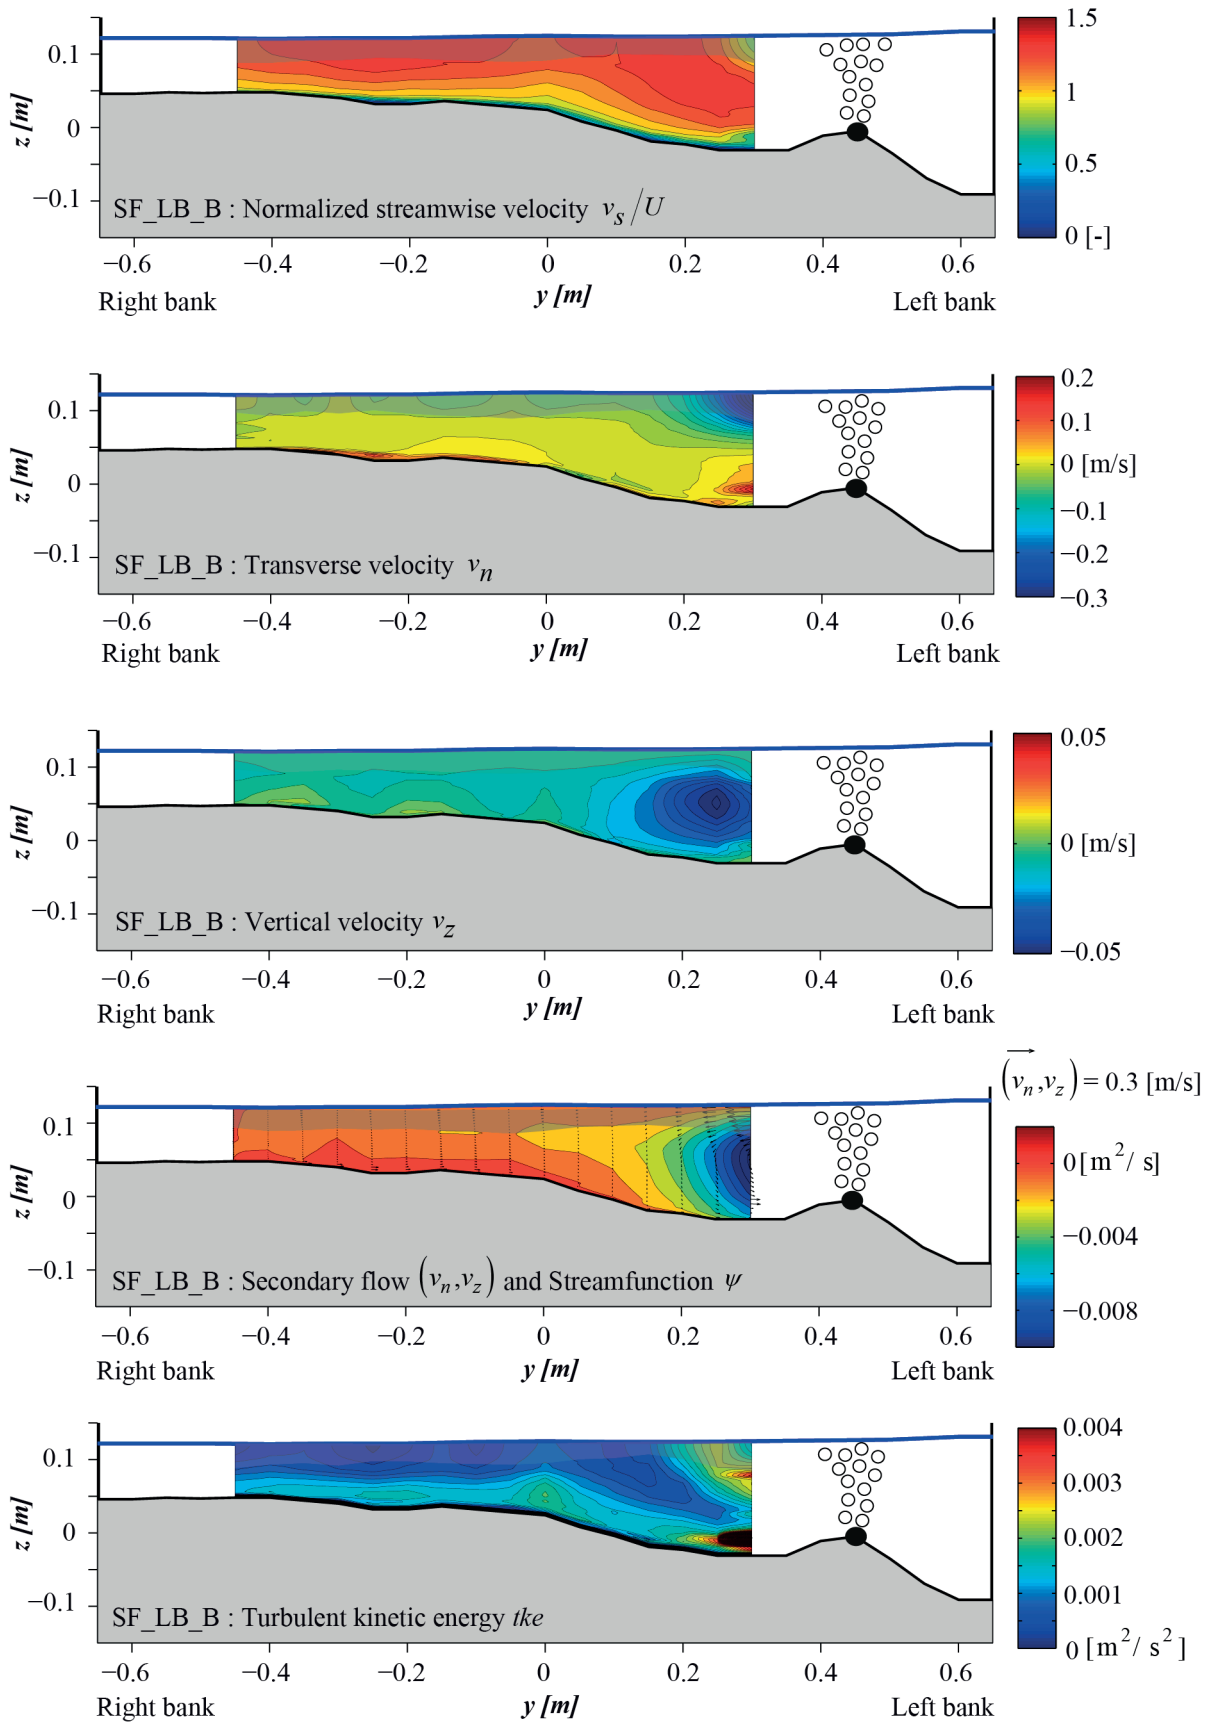 1.5
0.1
1
z [m]
0
0.5
−0.1
SF_LB_B : Normalized streamwise velocity v_s/U
0 [-]
−0.6 −0.4 −0.2 0 0.2 0.4 0.6
Right bank y [m] Left bank
0.2
0.1
0.1
z [m]
0
0 [m/s]
−0.1
−0.1
−0.2
SF_LB_B : Transverse velocity v_n
−0.3
−0.6 −0.4 −0.2 0 0.2 0.4 0.6
Right bank y [m] Left bank
0.05
0.1
z [m]
0
0 [m/s]
−0.1
SF_LB_B : Vertical velocity v_z
−0.05
−0.6 −0.4 −0.2 0 0.2 0.4 0.6
Right bank y [m] Left bank
(v_n,v_z) = 0.3 [m/s]
0.1
0 [m²/ s]
z [m]
0
−0.004
−0.1
SF_LB_B : Secondary flow (v_n,v_z) and Streamfunction ψ
−0.008
−0.6 −0.4 −0.2 0 0.2 0.4 0.6
Right bank y [m] Left bank
0.004
0.1
0.003
z [m]
0
0.002
−0.1
0.001
SF_LB_B : Turbulent kinetic energy tke
0 [m²/ s²]
−0.6 −0.4 −0.2 0 0.2 0.4 0.6
Right bank y [m] Left bank